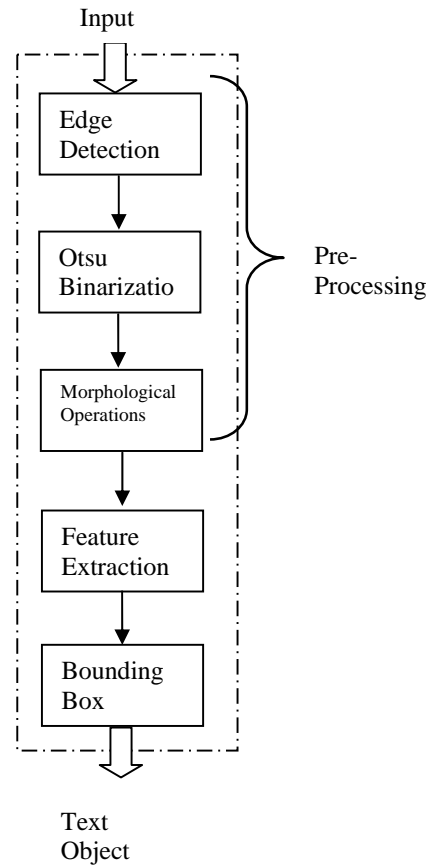 Input
Edge
Detection
Otsu
Binarizatio
Pre-
Processing
Morphological
Operations
Feature
Extraction
Bounding
Box
Text
Object